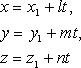 x = x₁ + lt,
y = y₁ + mt,
z = z₁ + nt